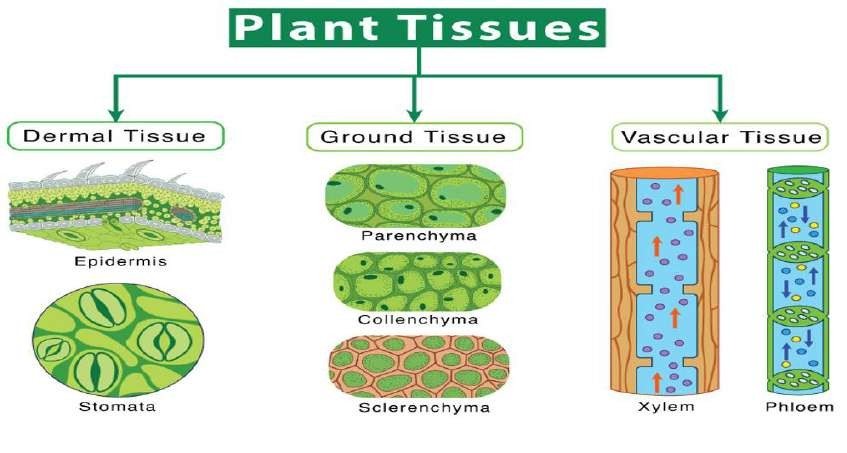 Plant Tissues
Dermal Tissue
Ground Tissue
Vascular Tissue
Epidermis
Stomata
Parenchyma
Collenchyma
Sclerenchyma
Xylem
Phloem